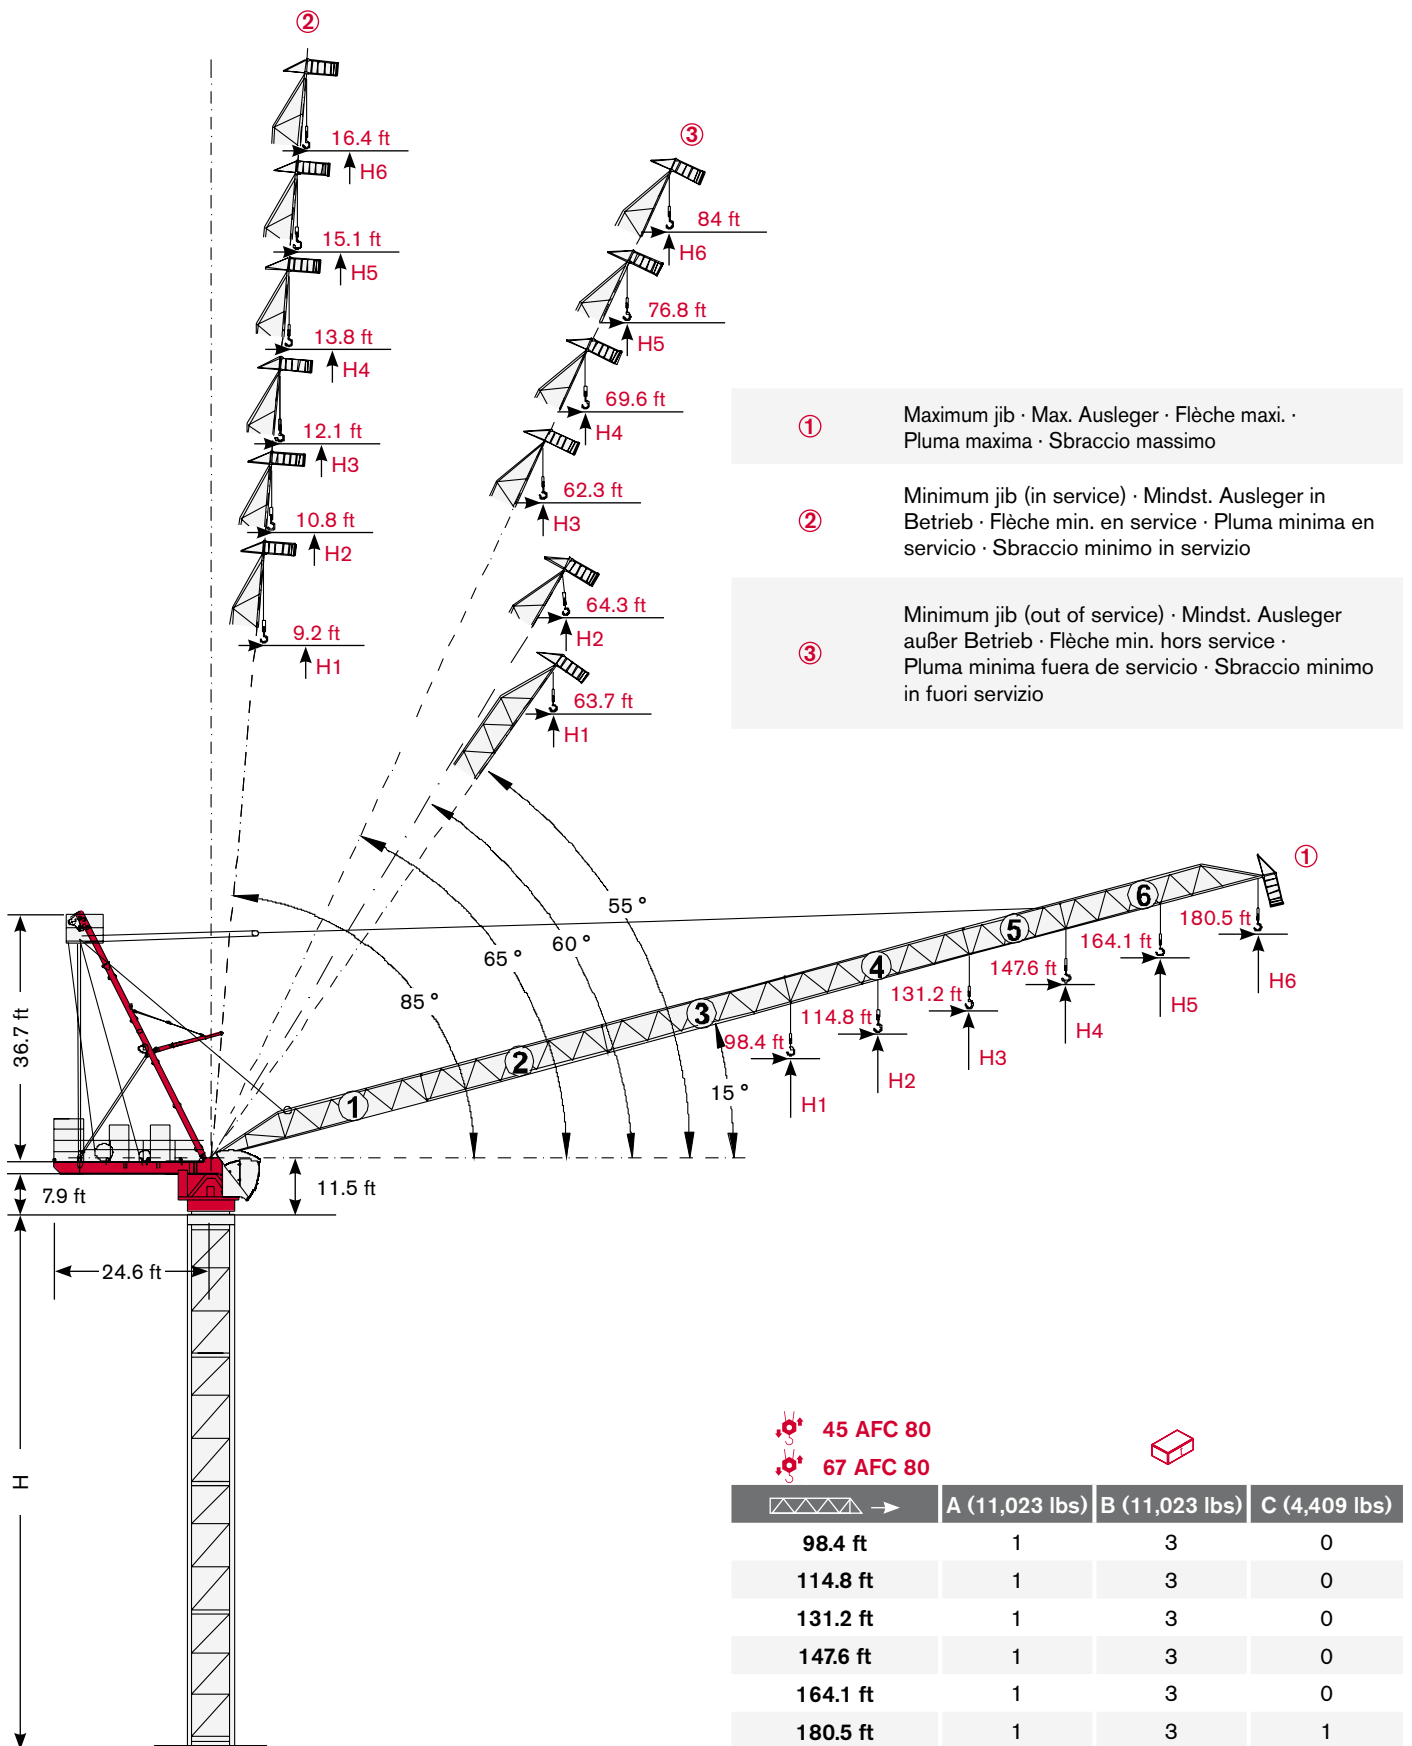 ②
16.4 ft
H6
15.1 ft
H5
13.8 ft
H4
12.1 ft
H3
10.8 ft
H2
9.2 ft
H1
③
84 ft
H6
76.8 ft
H5
69.6 ft
H4
62.3 ft
H3
64.3 ft
H2
63.7 ft
H1
① Maximum jib · Max. Ausleger · Flèche maxi. ·
Pluma maxima · Sbraccio massimo
② Minimum jib (in service) · Mindst. Ausleger in
Betrieb · Flèche min. en service · Pluma minima en
servicio · Sbraccio minimo in servizio
③ Minimum jib (out of service) · Mindst. Ausleger
außer Betrieb · Flèche min. hors service ·
Pluma minima fuera de servicio · Sbraccio minimo
in fuori servizio
55 °
60 °
65 °
85 °
15 °
①
1
2
3
4
5
6
98.4 ft
H1
114.8 ft
H2
131.2 ft
H3
147.6 ft
H4
164.1 ft
H5
180.5 ft
H6
36.7 ft
7.9 ft
11.5 ft
24.6 ft
H
45 AFC 80
67 AFC 80
A (11,023 lbs) B (11,023 lbs) C (4,409 lbs)
98.4 ft 1 3 0
114.8 ft 1 3 0
131.2 ft 1 3 0
147.6 ft 1 3 0
164.1 ft 1 3 0
180.5 ft 1 3 1